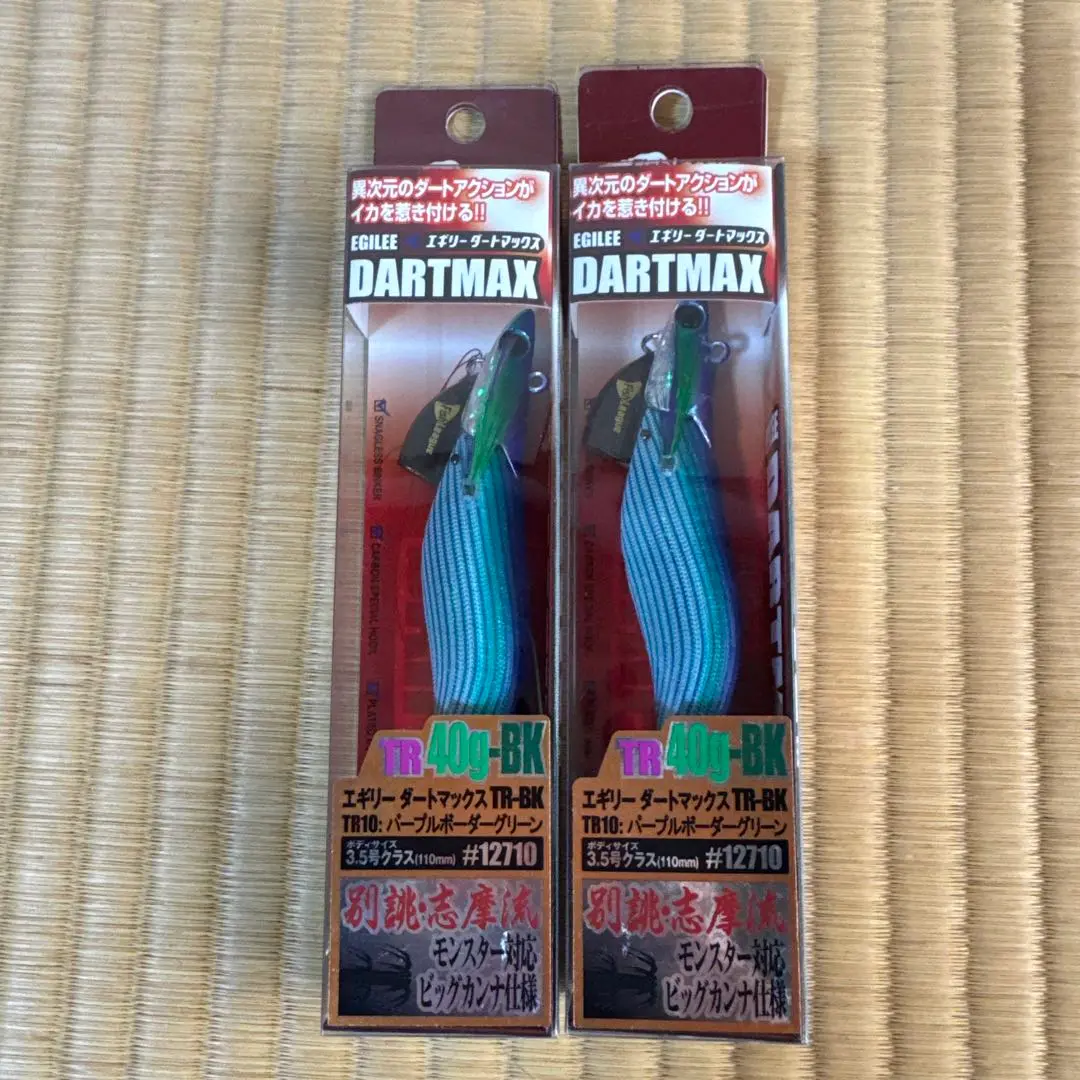 異次元のダートアクションが
イカを惹き付ける!!
EGILEE エギリー ダートマックス
DARTMAX
FishLeague
SNAGLESS SINKER
CARBON SPECIAL HOOK
TR 40g-BK
エギリー ダートマックス TR-BK
TR10: パープルボーダーグリーン
ボディサイズ
3.5号クラス(110mm) #12710
別誂・志摩流
モンスター対応
ビッグカンナ仕様
異次元のダートアクションが
イカを惹き付ける!!
EGILEE エギリー ダートマックス
DARTMAX
TR 40g-BK
エギリー ダートマックス TR-BK
TR10: パープルボーダーグリーン
ボディサイズ
3.5号クラス(110mm) #12710
別誂・志摩流
モンスター対応
ビッグカンナ仕様